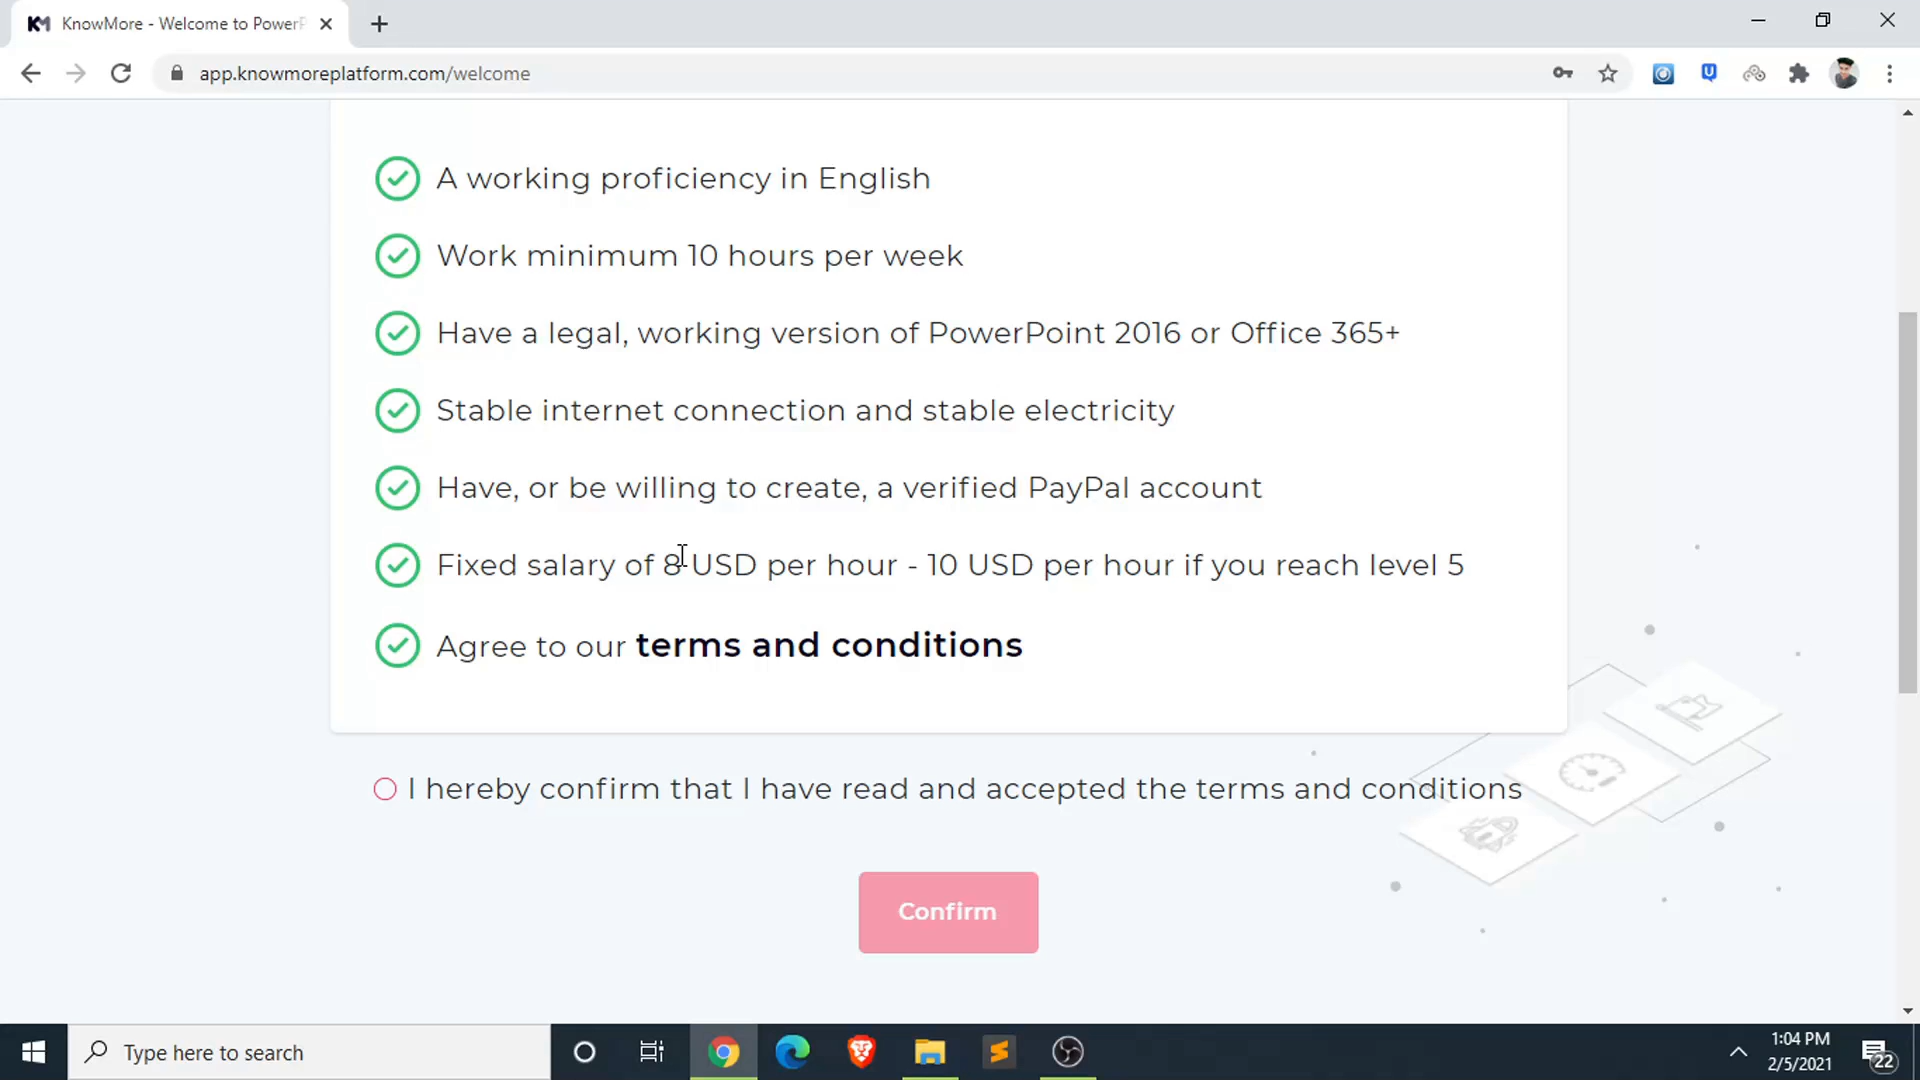 KnowMore - Welcome to PowerP
app.knowmoreplatform.com/welcome
A working proficiency in English
Work minimum 10 hours per week
Have a legal, working version of PowerPoint 2016 or Office 365+
Stable internet connection and stable electricity
Have, or be willing to create, a verified PayPal account
Fixed salary of 8 USD per hour - 10 USD per hour if you reach level 5
Agree to our terms and conditions
I hereby confirm that I have read and accepted the terms and conditions
Confirm
Type here to search
1:04 PM
2/5/2021
22